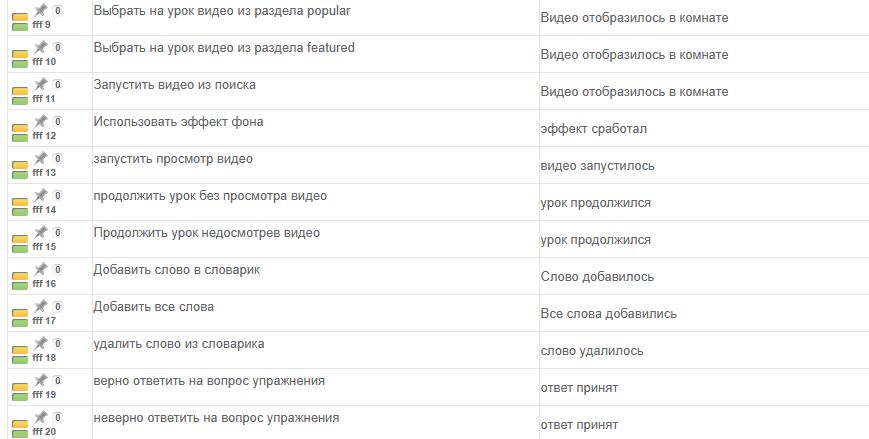 0
Выбрать на урок видео из раздела popular
Видео отобразилось в комнате
fff 9
0
Выбрать на урок видео из раздела featured
Видео отобразилось в комнате
fff 10
0
Запустить видео из поиска
Видео отобразилось в комнате
fff 11
0
Использовать эффект фона
эффект сработал
fff 12
0
запустить просмотр видео
видео запустилось
fff 13
0
продолжить урок без просмотра видео
урок продолжился
fff 14
0
Продолжить урок недосмотрев видео
урок продолжился
fff 15
0
Добавить слово в словарик
Слово добавилось
fff 16
0
Добавить все слова
Все слова добавились
fff 17
0
удалить слово из словарика
слово удалилось
fff 18
0
верно ответить на вопрос упражнения
ответ принят
fff 19
0
неверно ответить на вопрос упражнения
ответ принят
fff 20